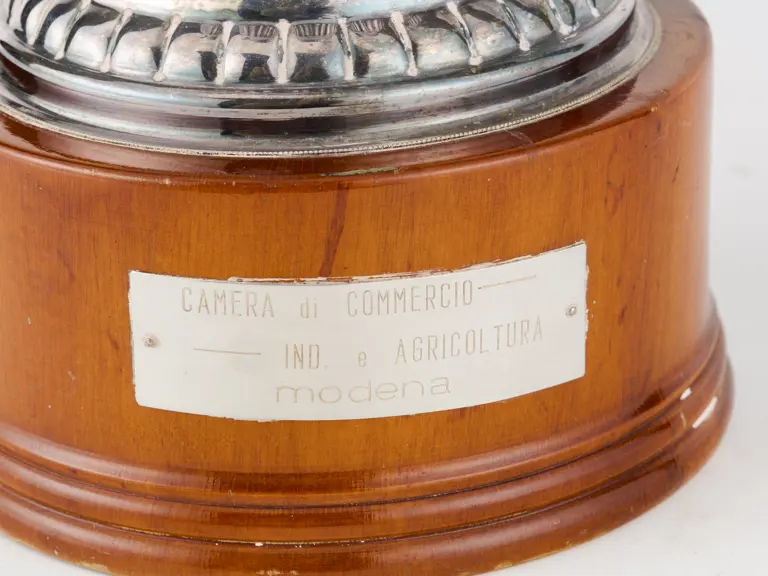 CAMERA di COMMERCIO
IND. e AGRICOLTURA
modena